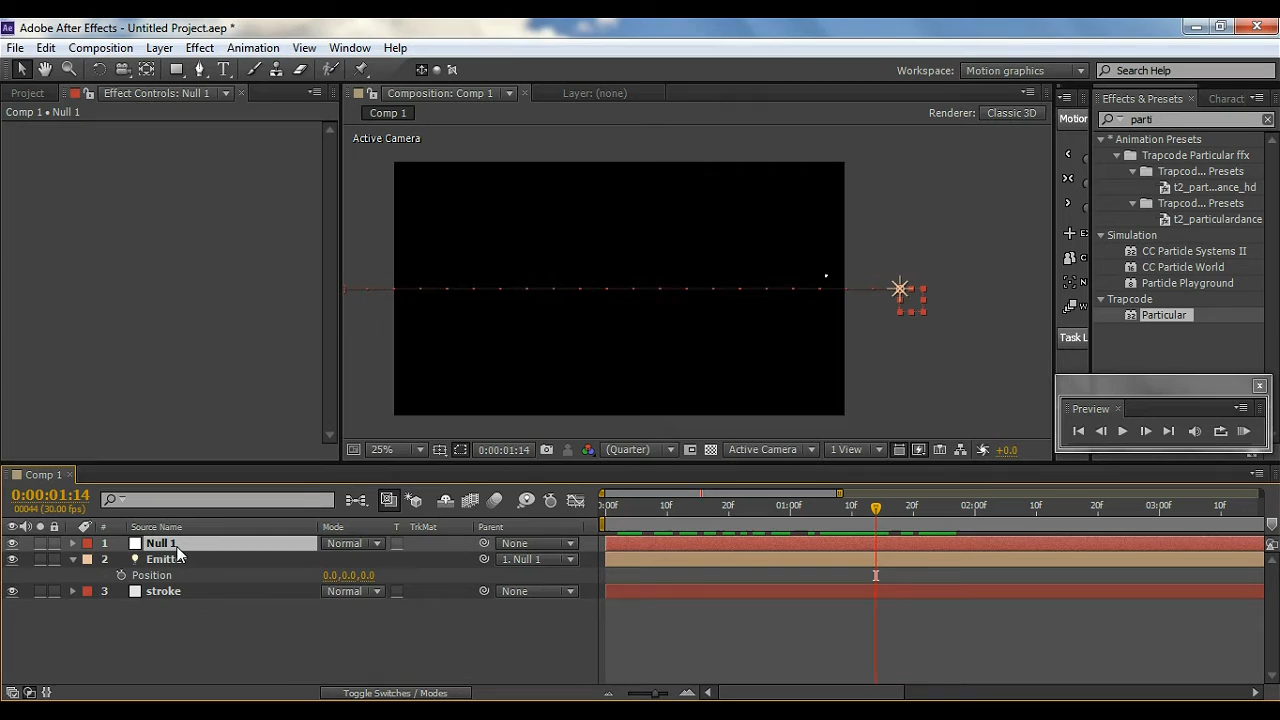 Adobe After Effects - Untitled Project.aep *
File Edit Composition Layer Effect Animation View Window Help
Workspace: Motion graphics Search Help
Project Effect Controls: Null 1 Composition: Comp 1 Layer: (none) Effects & Presets Charact
Comp 1 • Null 1 Comp 1 Renderer: Classic 3D Motion parti
Active Camera
* Animation Presets
Trapcode Particular ffx
Trapcod... Presets
t2_part...ance_hd
Trapcod... Presets
t2_particulardance
Simulation
CC Particle Systems II
CC Particle World
Particle Playground
Trapcode
Particular
Task L
Preview
25% 0:00:01:14 (Quarter) Active Camera 1 View +0.0
Comp 1
0:00:01:14
00044 (30.00 fps)
0:00f 10f 20f 01:00f 10f 20f 02:00f 10f 20f 03:00f 10f
# Source Name Mode T TrkMat Parent
1 Null 1 Normal None
2 Emitt 1. Null 1
Position 0.0,0.0,0.0
3 stroke Normal None
Toggle Switches / Modes